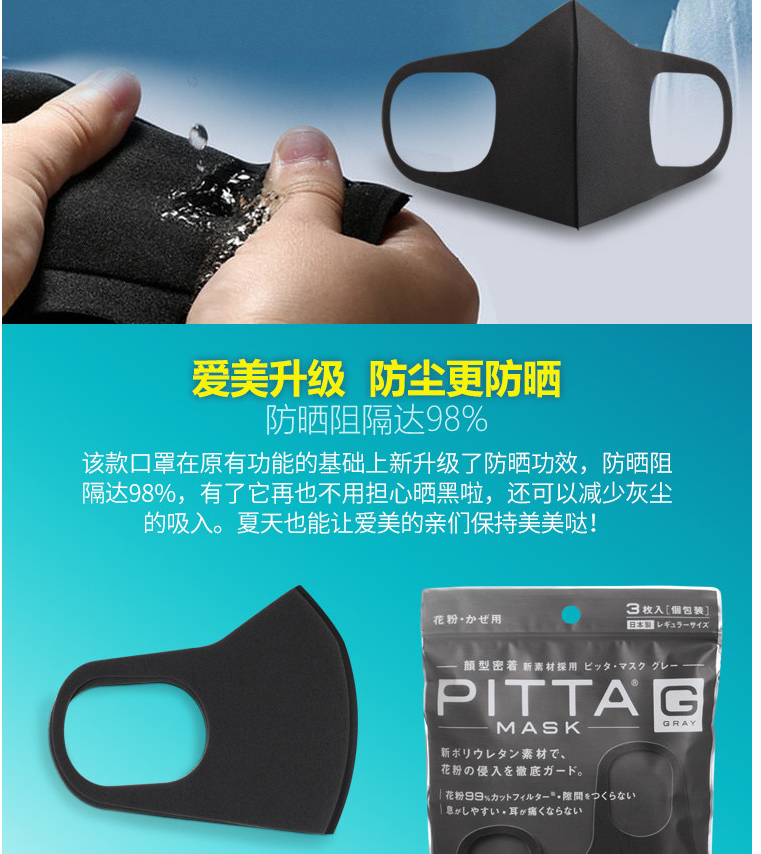 爱美升级 防尘更防晒
防晒阻隔达98%
该款口罩在原有功能的基础上新升级了防晒功效，防晒阻
隔达98%，有了它再也不用担心晒黑啦，还可以减少灰尘
的吸入。夏天也能让爱美的亲们保持美美哒！
花粉・かぜ用
3枚入［個包装］
日本製 レギュラーサイズ
顔型密着 新素材採用 ピッタ・マスク グレー
PITTA® G
MASK GRAY
新ポリウレタン素材で、
花粉の侵入を徹底ガード。
花粉99%カットフィルター※・隙間をつくらない
息がしやすい・耳が痛くならない